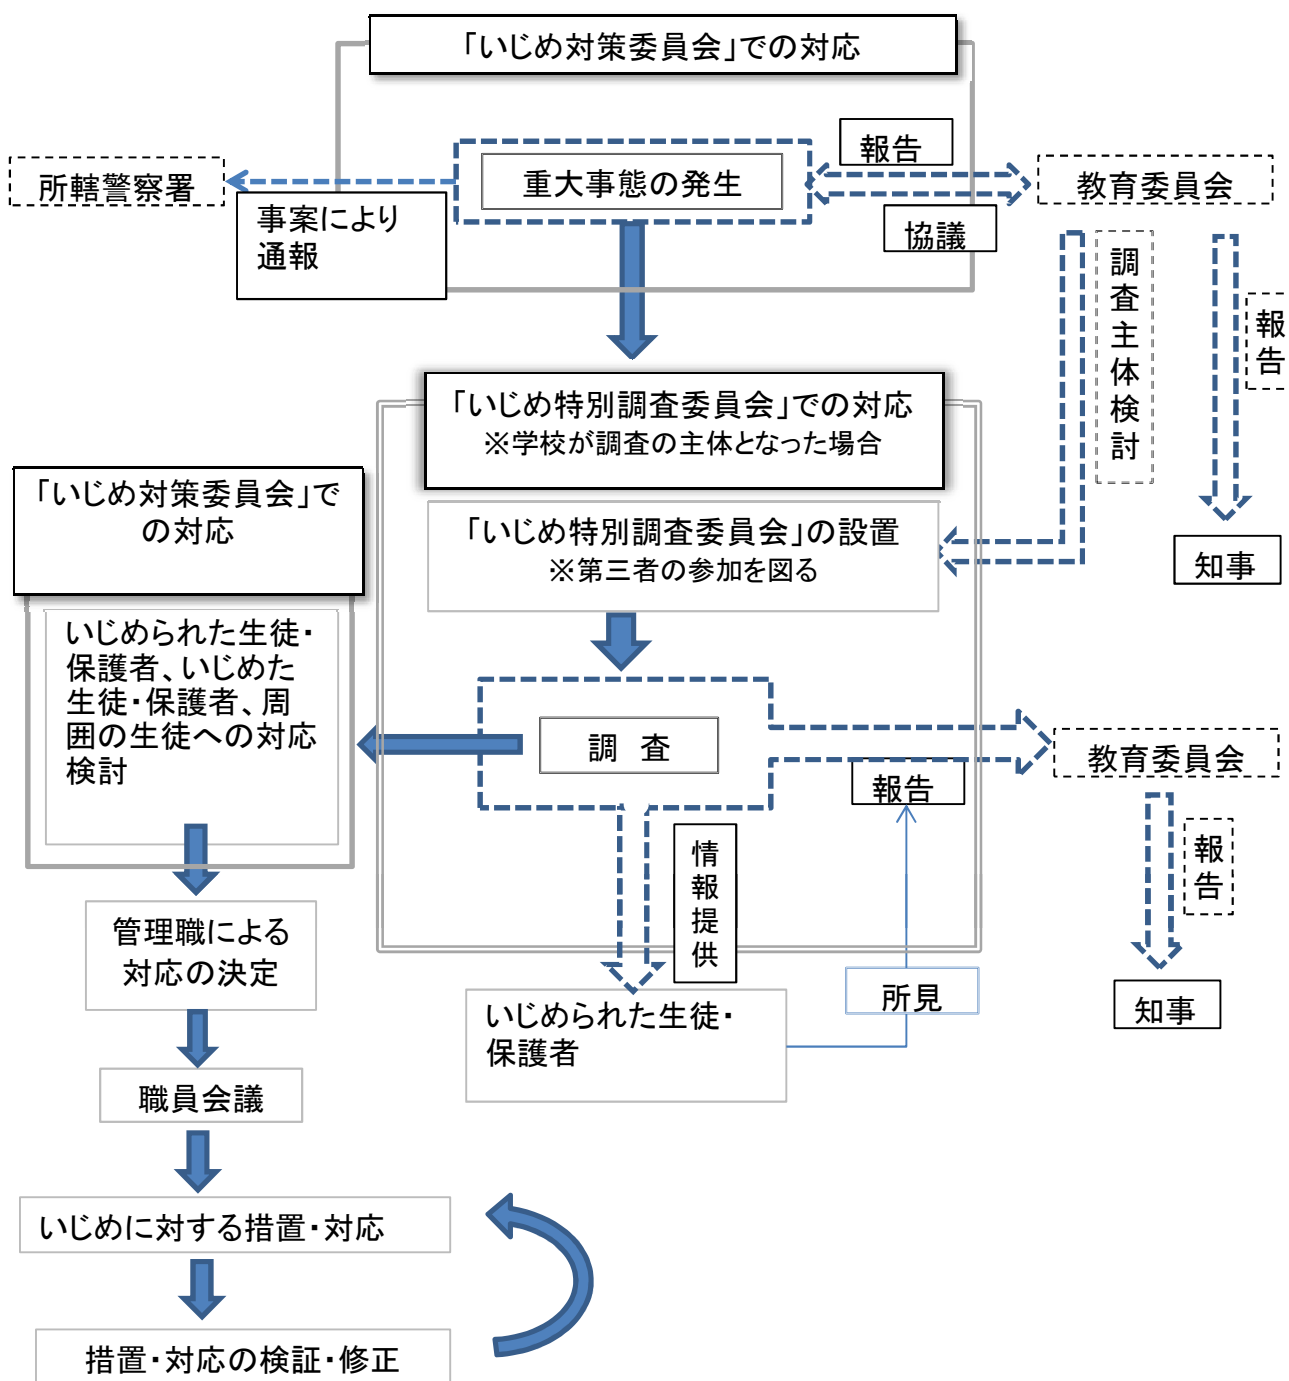 「いじめ対策委員会」での対応
報告
重大事態の発生
所轄警察署
教育委員会
事案により
通報
協議
調査主体検討
報告
「いじめ特別調査委員会」での対応
※学校が調査の主体となった場合
「いじめ対策委員会」で
の対応
「いじめ特別調査委員会」の設置
※第三者の参加を図る
知事
いじめられた生徒・
保護者、いじめた
生徒・保護者、周
囲の生徒への対応
検討
調　査
教育委員会
報告
情報提供
報告
管理職による
対応の決定
所見
知事
いじめられた生徒・
保護者
職員会議
いじめに対する措置・対応
措置・対応の検証・修正